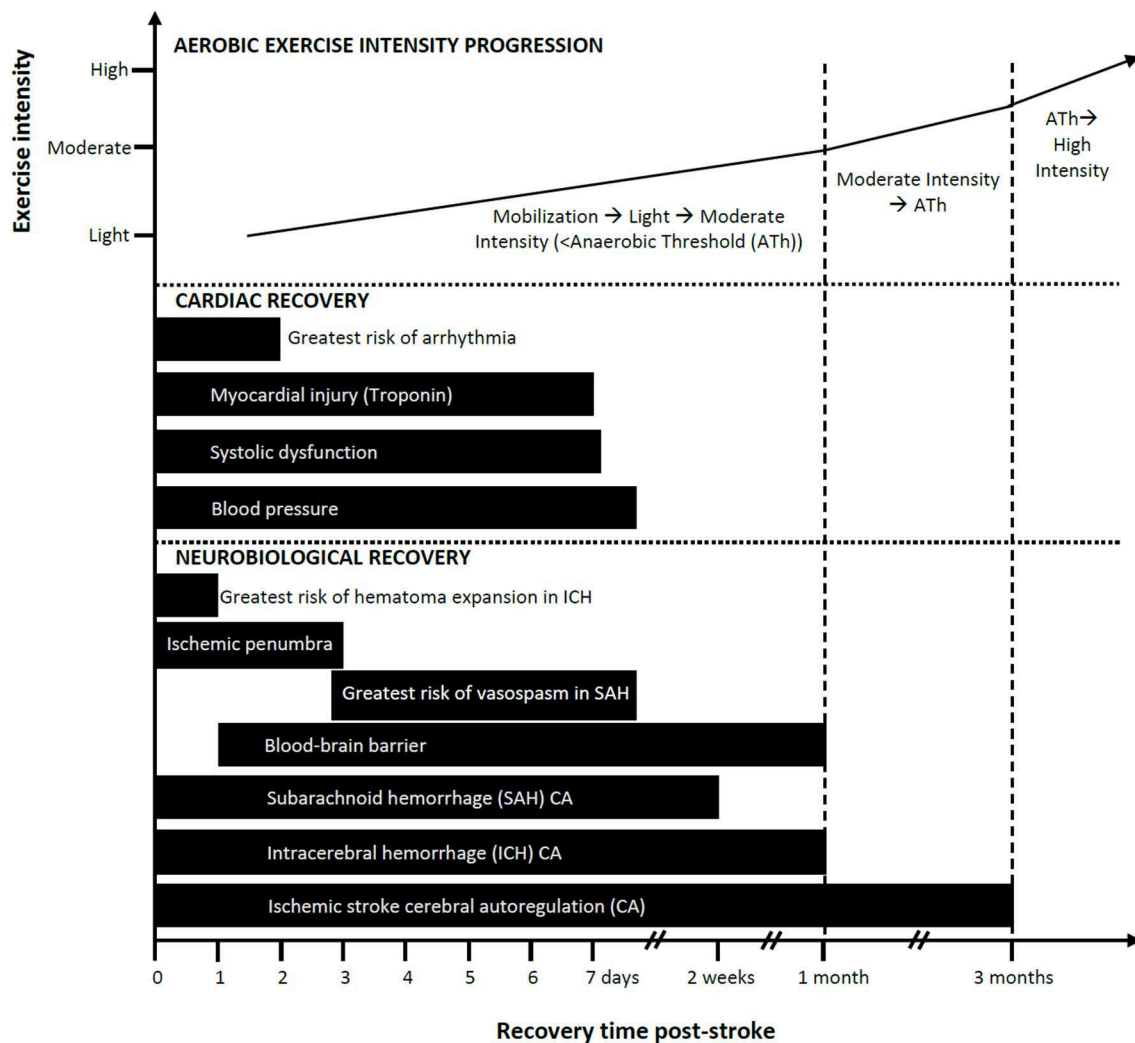 AEROBIC EXERCISE INTENSITY PROGRESSION
Exercise intensity
High
Moderate
Light
Mobilization → Light → Moderate
Intensity (<Anaerobic Threshold (ATh))
Moderate Intensity
→ ATh
ATh→
High
Intensity
CARDIAC RECOVERY
Greatest risk of arrhythmia
Myocardial injury (Troponin)
Systolic dysfunction
Blood pressure
NEUROBIOLOGICAL RECOVERY
Greatest risk of hematoma expansion in ICH
Ischemic penumbra
Greatest risk of vasospasm in SAH
Blood-brain barrier
Subarachnoid hemorrhage (SAH) CA
Intracerebral hemorrhage (ICH) CA
Ischemic stroke cerebral autoregulation (CA)
0 1 2 3 4 5 6 7 days 2 weeks 1 month 3 months
Recovery time post-stroke